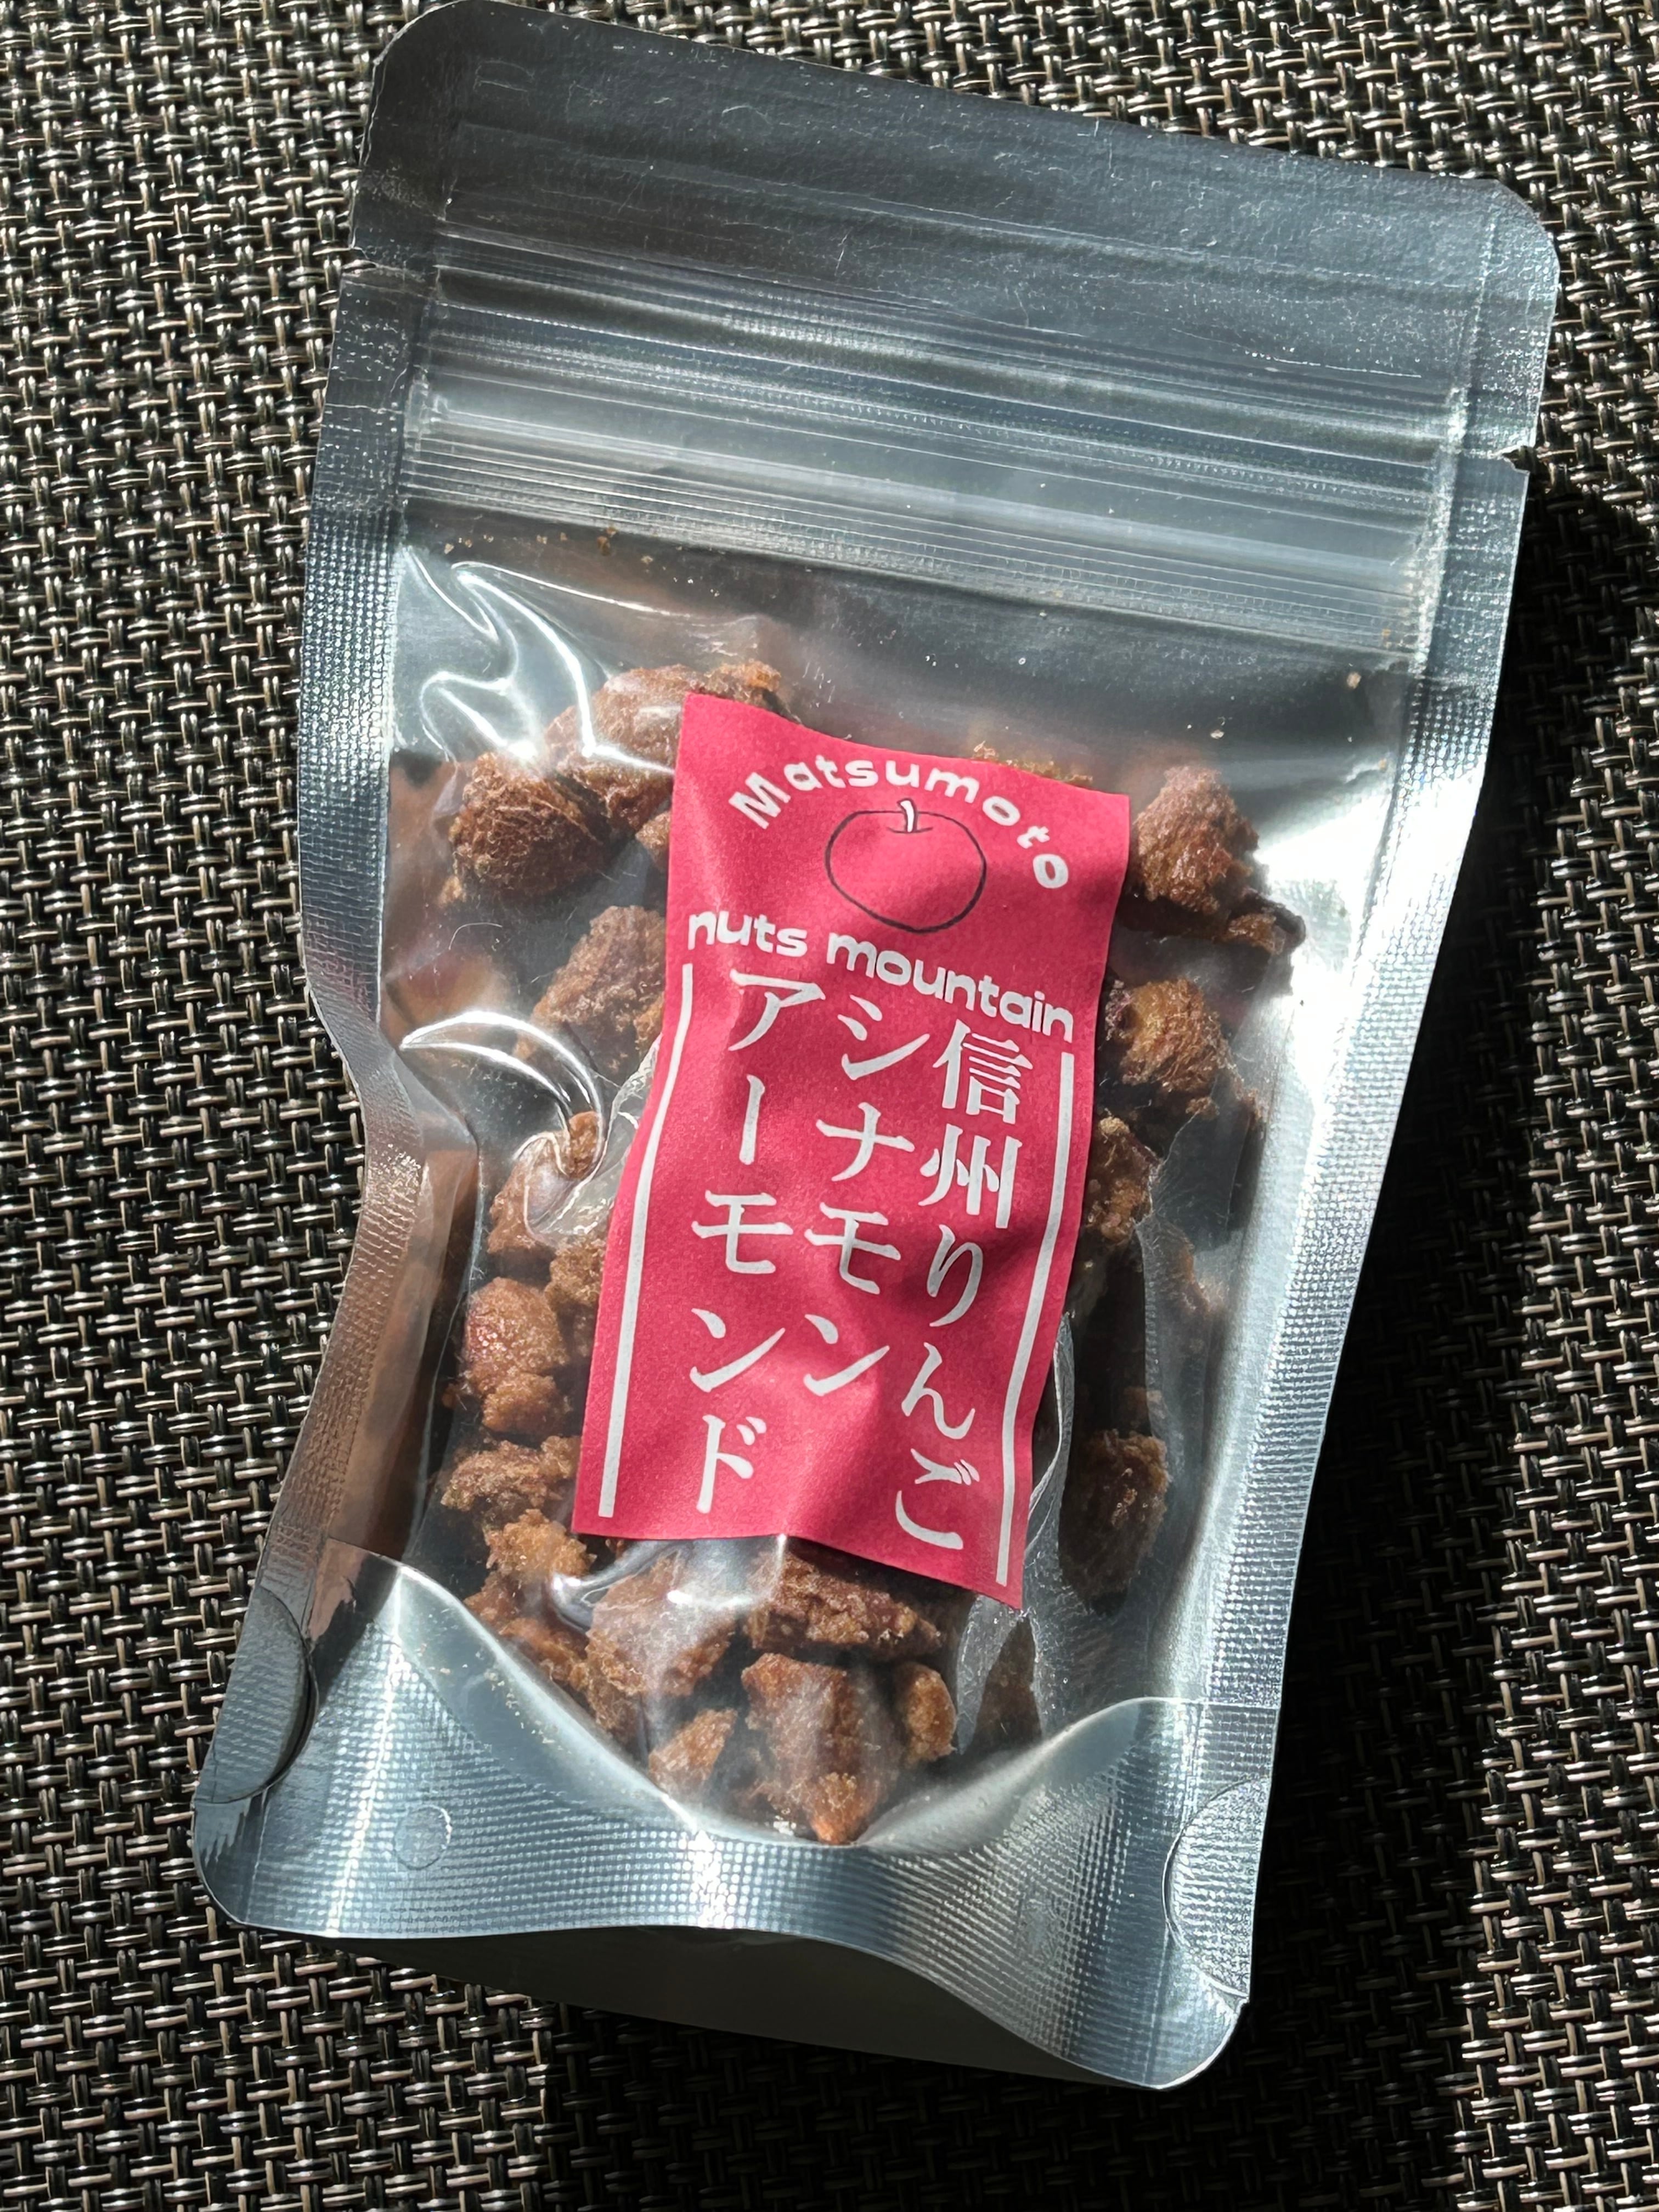 Matsumoto
nuts mountain
信州りんご
シナモン
アーモンド